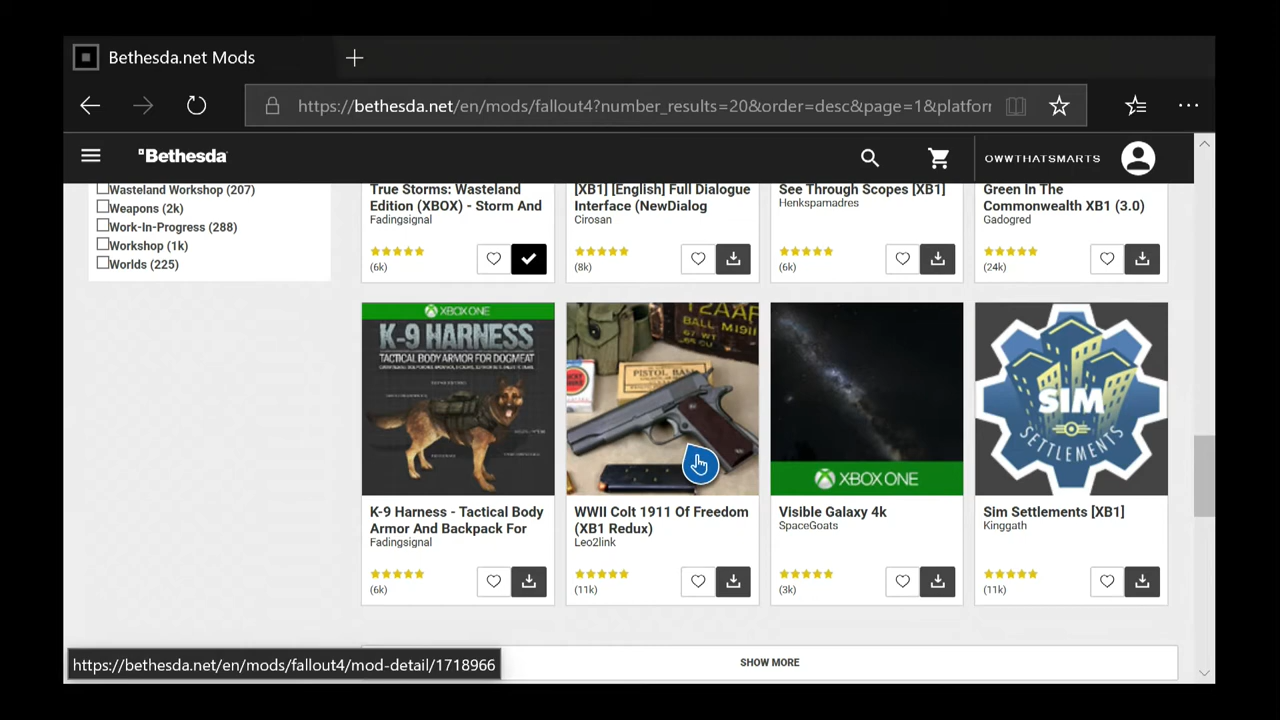 Bethesda.net Mods
https://bethesda.net/en/mods/fallout4?number_results=20&order=desc&page=1&platforn
Bethesda
OWWTHATSMARTS
Wasteland Workshop (207)
Weapons (2k)
Work-In-Progress (288)
Workshop (1k)
Worlds (225)
True Storms: Wasteland
Edition (XBOX) - Storm And
Fadingsignal
(6k)
[XB1] [English] Full Dialogue
Interface (NewDialog
Cirosan
(8k)
See Through Scopes [XB1]
Henkspamadres
(6k)
Green In The
Commonwealth XB1 (3.0)
Gadogred
(24k)
XBOX ONE
K-9 HARNESS
TACTICAL BODY ARMOR FOR DOGMEAT
K-9 Harness - Tactical Body
Armor And Backpack For
Fadingsignal
(6k)
T2AAF
BALL M1911
PISTOL BALL
WWII Colt 1911 Of Freedom
(XB1 Redux)
Leo2link
(11k)
XBOX ONE
Visible Galaxy 4k
SpaceGoats
(3k)
SIM
SETTLEMENTS
Sim Settlements [XB1]
Kinggath
(11k)
SHOW MORE
https://bethesda.net/en/mods/fallout4/mod-detail/1718966